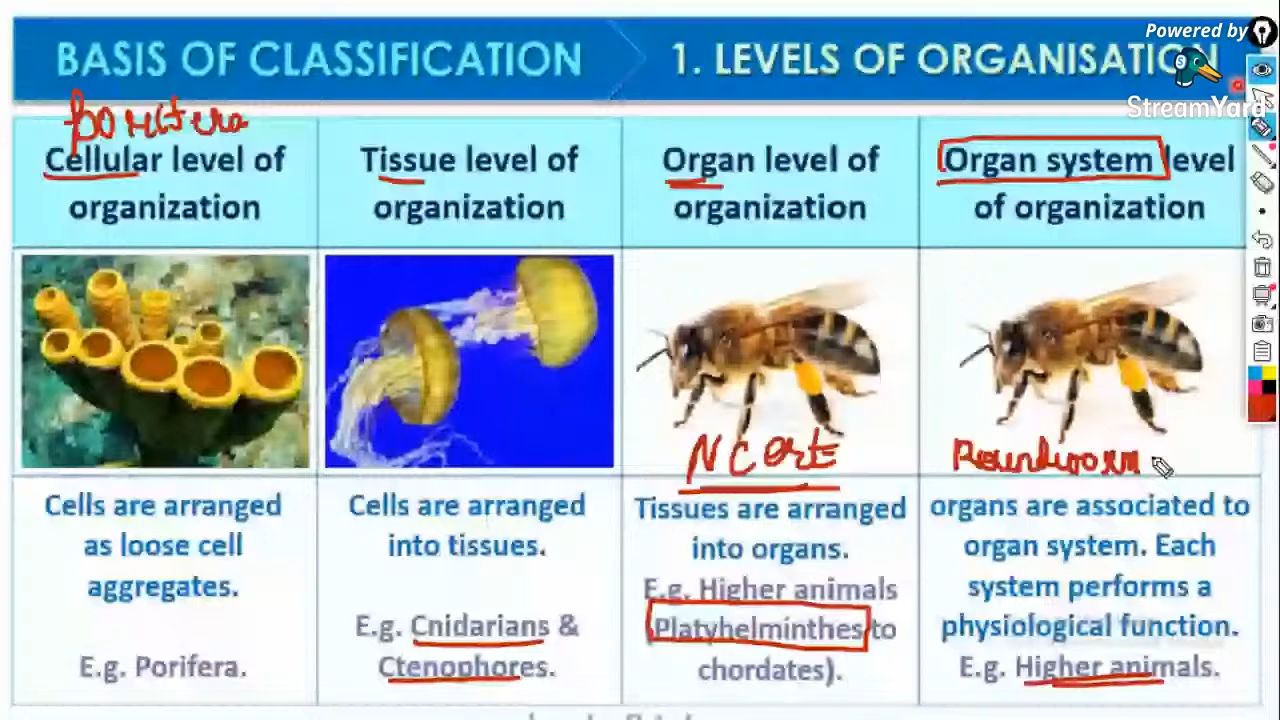 Powered by
BASIS OF CLASSIFICATION
1. LEVELS OF ORGANISATION
StreamYard
Cellular level of
organization
Tissue level of
organization
Organ level of
organization
Organ system level
of organization
NCERT
Roundworm
Cells are arranged
as loose cell
aggregates.
E.g. Porifera.
Cells are arranged
into tissues.
E.g. Cnidarians &
Ctenophores.
Tissues are arranged
into organs.
E.g. Higher animals
(Platyhelminthes to
chordates).
organs are associated to
organ system. Each
system performs a
physiological function.
E.g. Higher animals.